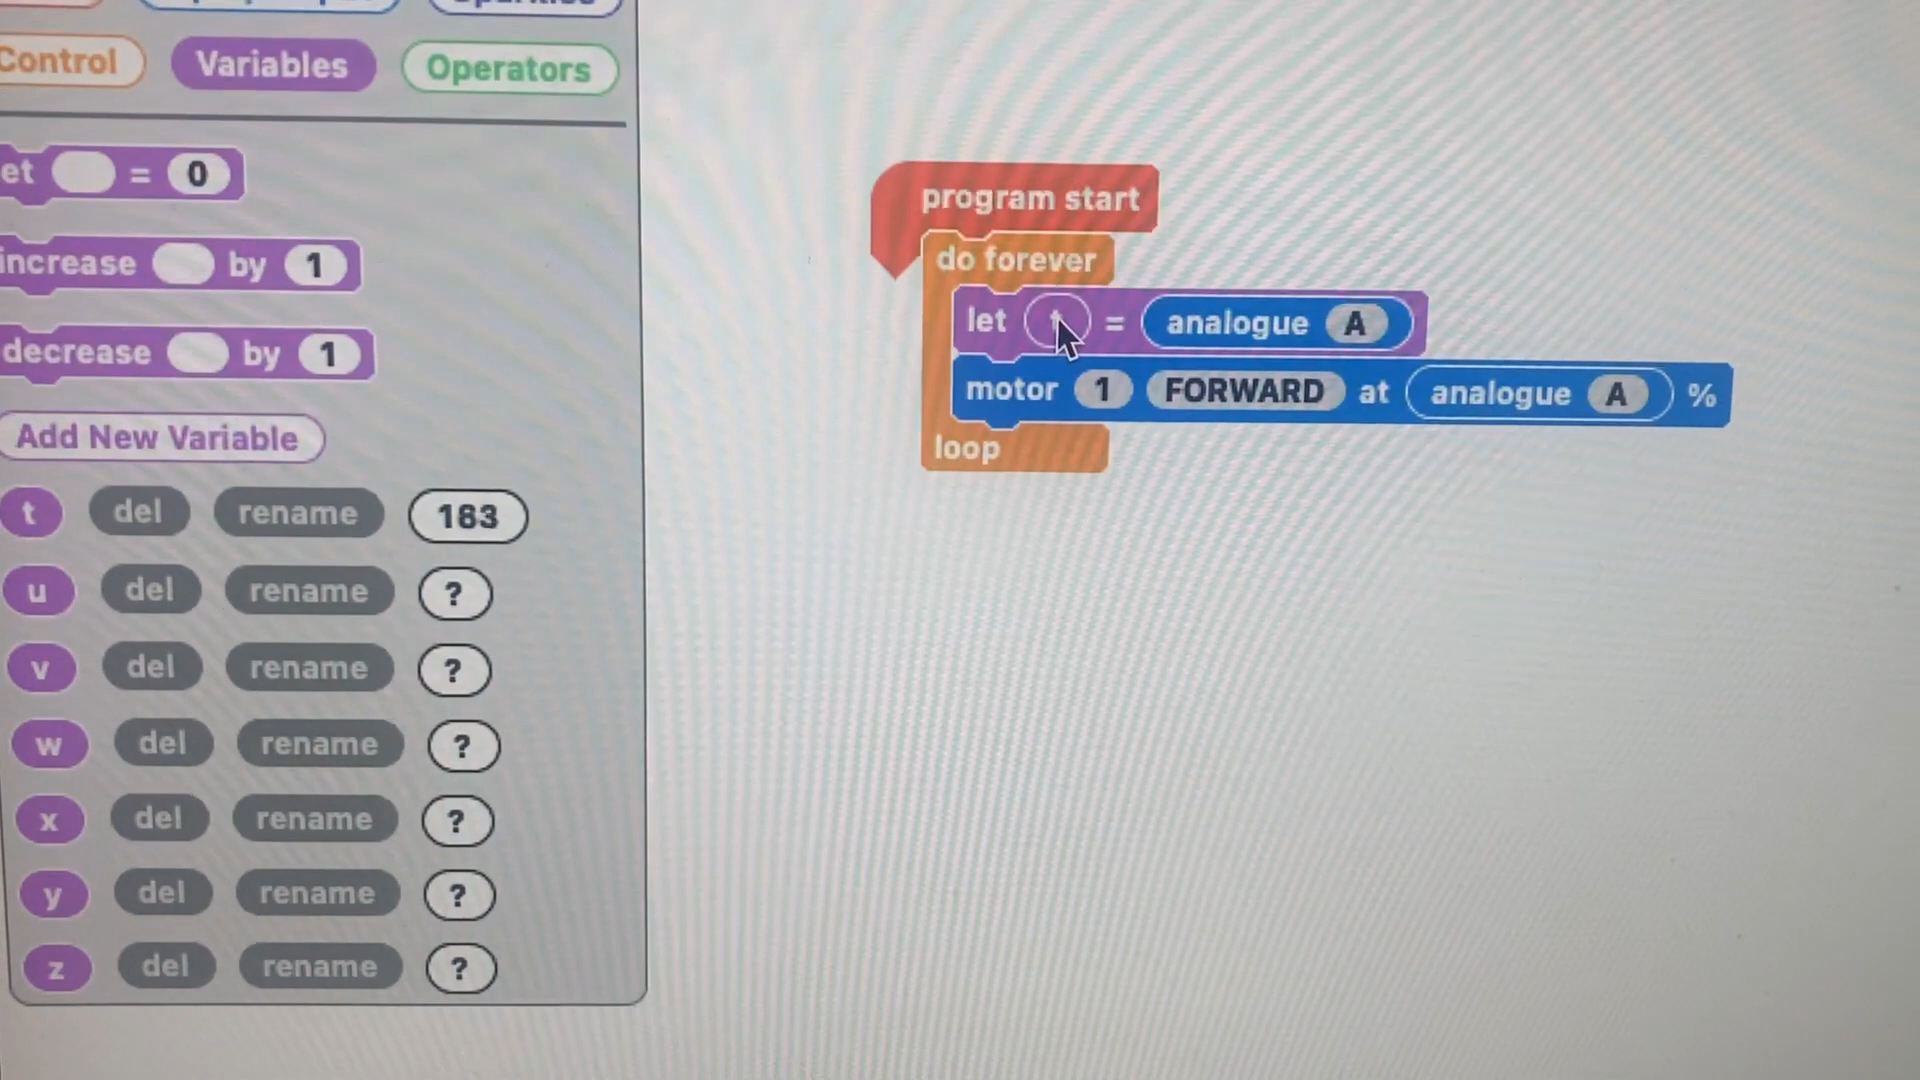 Control Variables Operators
et = 0
increase by 1
decrease by 1
Add New Variable
t del rename 163
u del rename ?
v del rename ?
w del rename ?
x del rename ?
y del rename ?
z del rename ?
program start
do forever
let = analogue A
motor 1 FORWARD at analogue A %
loop